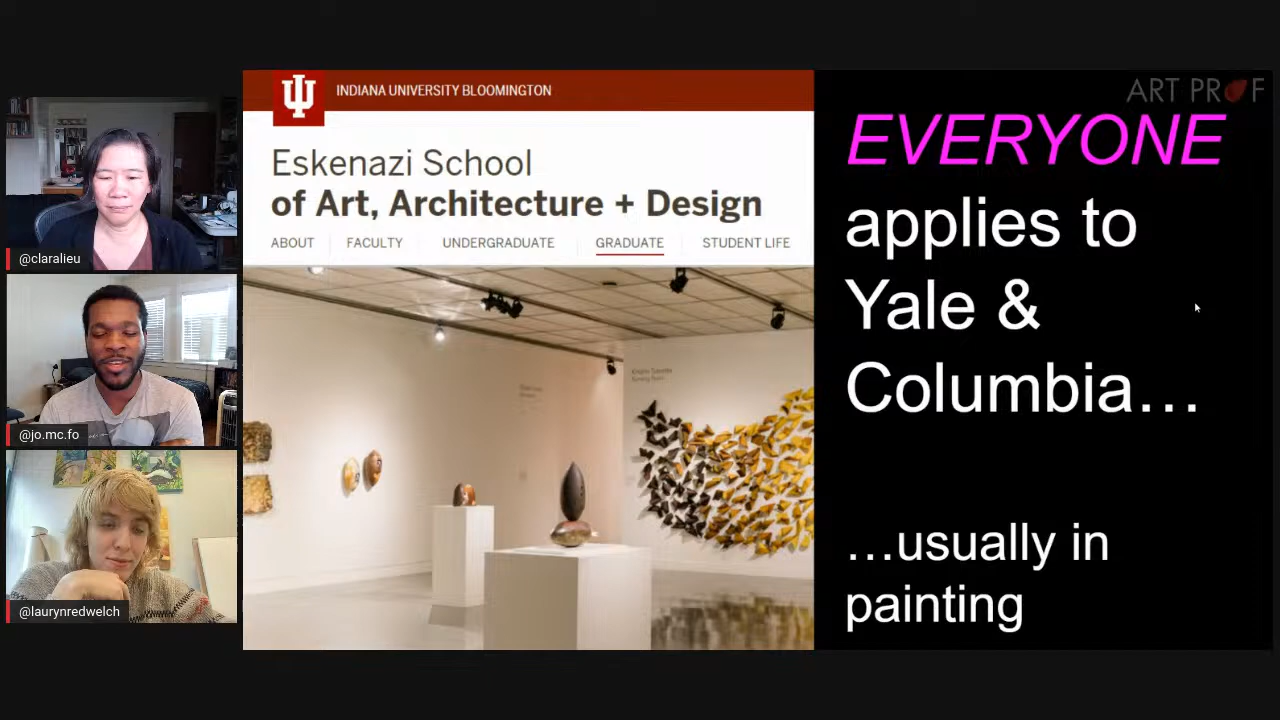 @claralieu
@jo.mc.fo
@laurynredwelch
INDIANA UNIVERSITY BLOOMINGTON
Eskenazi School
of Art, Architecture + Design
ABOUT FACULTY UNDERGRADUATE GRADUATE STUDENT LIFE
ART PROF
EVERYONE
applies to
Yale &
Columbia…
…usually in
painting